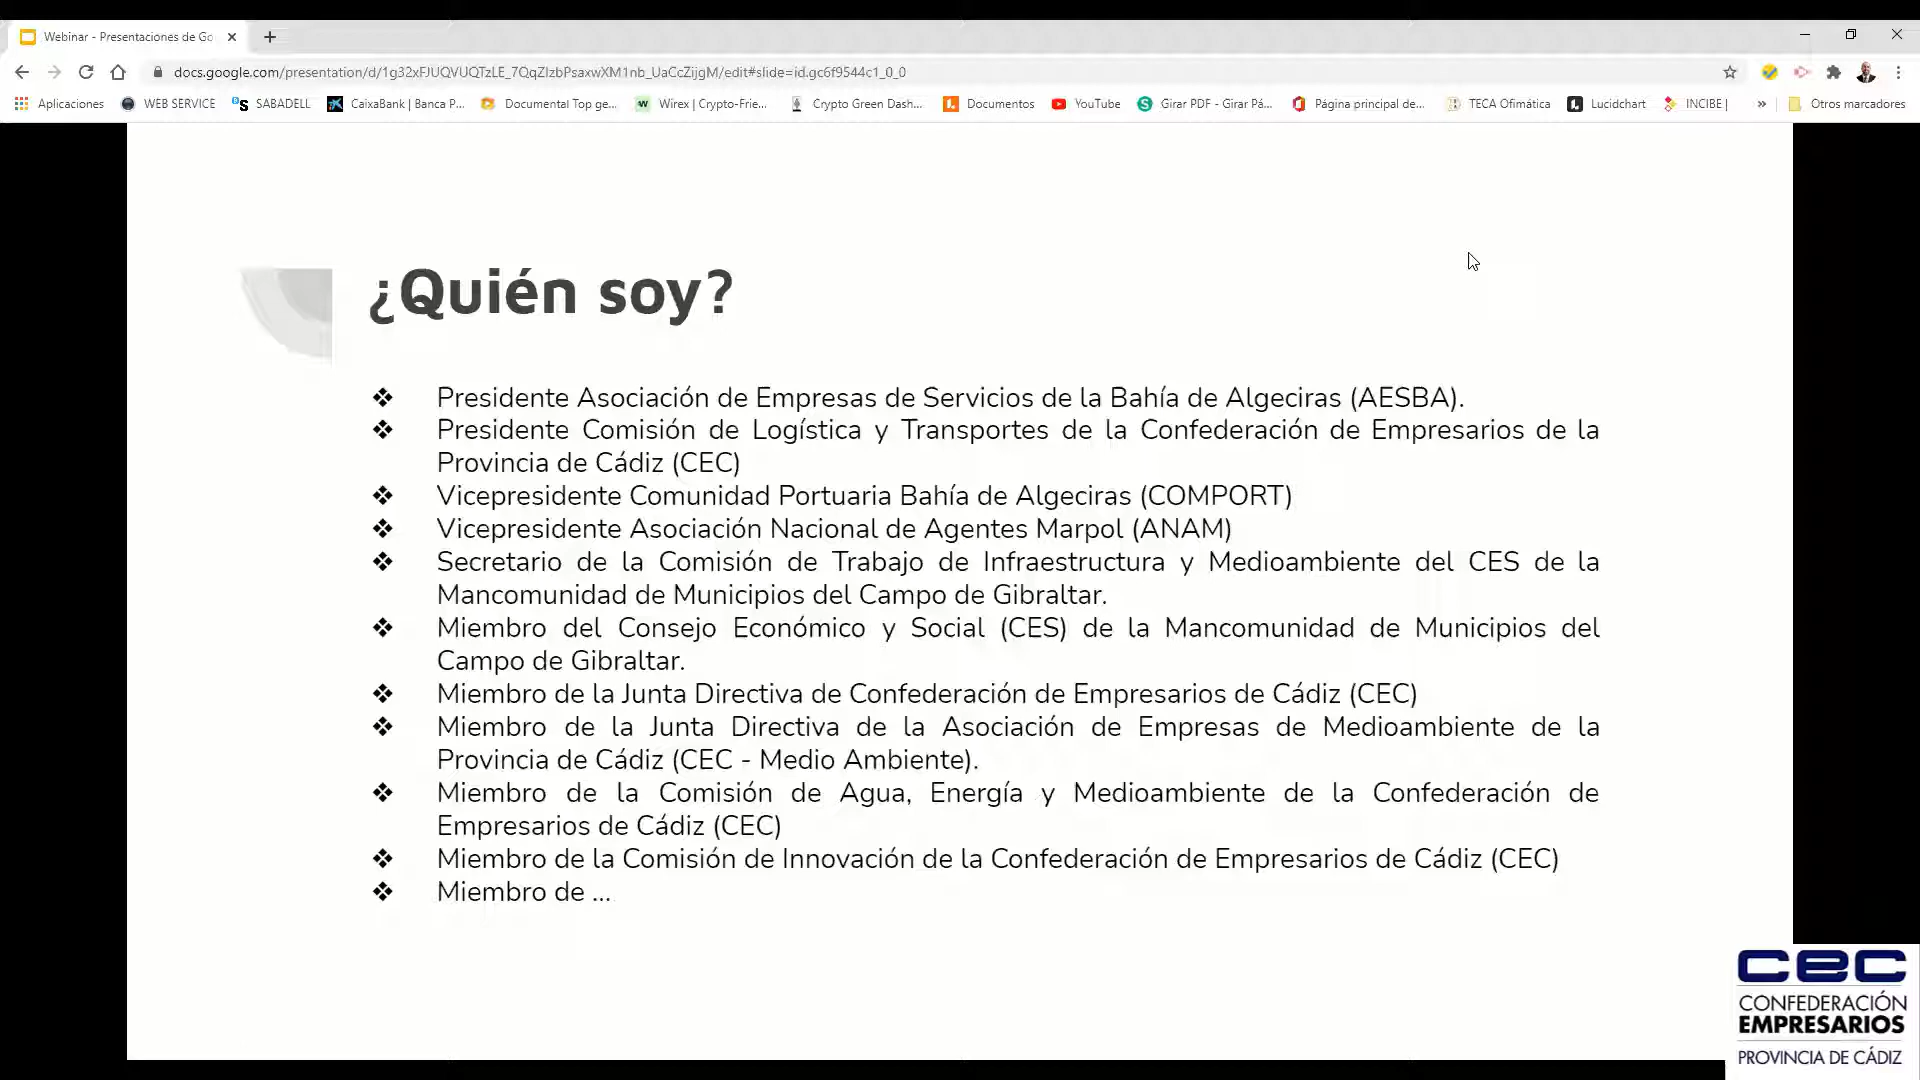 Webinar - Presentaciones de Go
docs.google.com/presentation/d/1g32xFJUQVUQTzLE_7QqZIzbPsaxwXM1nb_UaCcZijgM/edit#slide=id.gc6f9544c1_0_0
Aplicaciones WEB SERVICE SABADELL CaixaBank | Banca P... Documental Top ge... Wirex | Crypto-Frie... Crypto Green Dash... Documentos YouTube Girar PDF - Girar Pá... Página principal de... TECA Ofimática Lucidchart INCIBE | » Otros marcadores
¿Quién soy?
❖ Presidente Asociación de Empresas de Servicios de la Bahía de Algeciras (AESBA).
❖ Presidente Comisión de Logística y Transportes de la Confederación de Empresarios de la
Provincia de Cádiz (CEC)
❖ Vicepresidente Comunidad Portuaria Bahía de Algeciras (COMPORT)
❖ Vicepresidente Asociación Nacional de Agentes Marpol (ANAM)
❖ Secretario de la Comisión de Trabajo de Infraestructura y Medioambiente del CES de la
Mancomunidad de Municipios del Campo de Gibraltar.
❖ Miembro del Consejo Económico y Social (CES) de la Mancomunidad de Municipios del
Campo de Gibraltar.
❖ Miembro de la Junta Directiva de Confederación de Empresarios de Cádiz (CEC)
❖ Miembro de la Junta Directiva de la Asociación de Empresas de Medioambiente de la
Provincia de Cádiz (CEC - Medio Ambiente).
❖ Miembro de la Comisión de Agua, Energía y Medioambiente de la Confederación de
Empresarios de Cádiz (CEC)
❖ Miembro de la Comisión de Innovación de la Confederación de Empresarios de Cádiz (CEC)
❖ Miembro de ...
cec
CONFEDERACIÓN
EMPRESARIOS
PROVINCIA DE CÁDIZ